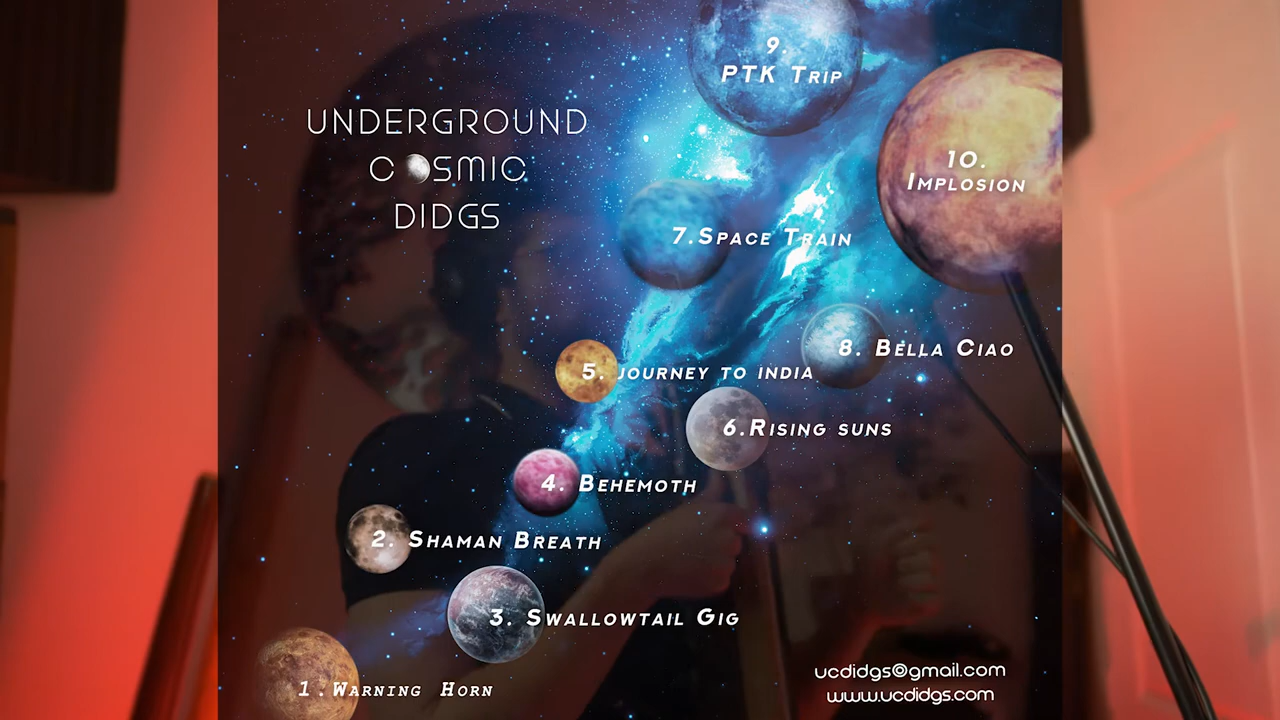 9.
PTK Trip
UNDERGROUND
COSMIC
DIDGS
10.
Implosion
7.Space Train
8. Bella Ciao
5. journey to india
6.Rising suns
4. Behemoth
2. Shaman Breath
3. Swallowtail Gig
1.Warning Horn
ucdidgs@gmail.com
www.ucdidgs.com